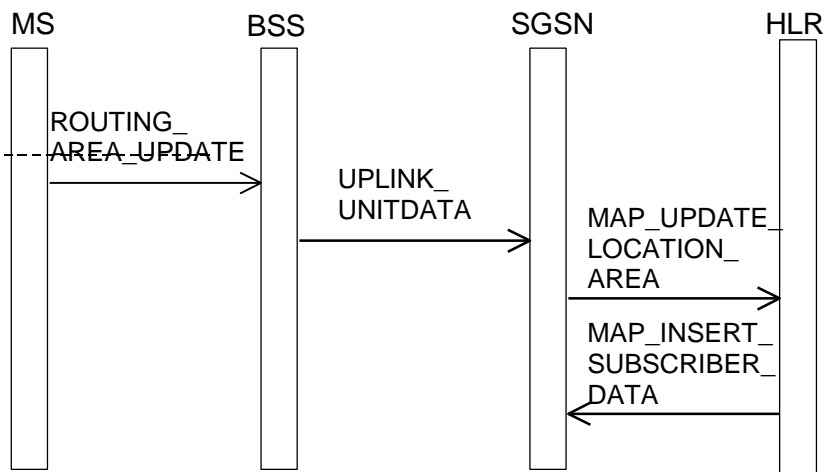 MS
BSS
SGSN
HLR
ROUTING_
AREA_UPDATE
UPLINK_
UNITDATA
MAP_UPDATE_
LOCATION_
AREA
MAP_INSERT_
SUBSCRIBER_
DATA